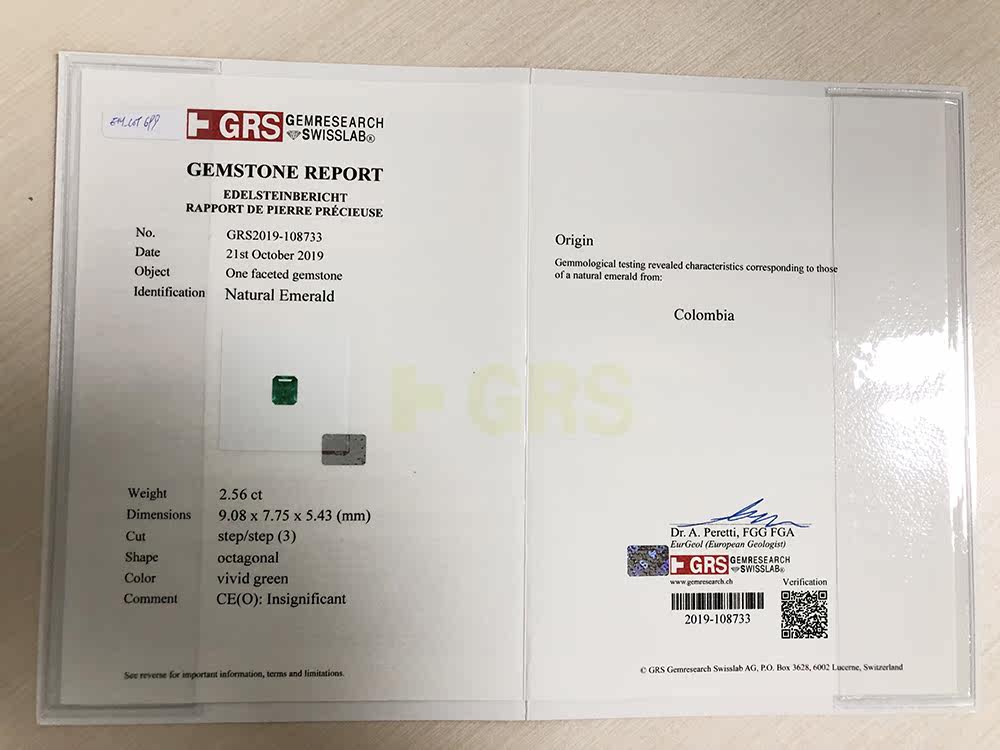 GRS GEMRESEARCH SWISSLAB®
GEMSTONE REPORT
EDELSTEINBERICHT
RAPPORT DE PIERRE PRÉCIEUSE
No. GRS2019-108733
Date 21st October 2019
Object One faceted gemstone
Identification Natural Emerald
Weight 2.56 ct
Dimensions 9.08 x 7.75 x 5.43 (mm)
Cut step/step (3)
Shape octagonal
Color vivid green
Comment CE(O): Insignificant
See reverse for important information, terms and limitations.
GRS
Origin
Gemmological testing revealed characteristics corresponding to those
of a natural emerald from:
Colombia
Dr. A. Peretti, FGG FGA
EurGeol (European Geologist)
GRS GEMRESEARCH SWISSLAB®
www.gemresearch.ch
Verification
2019-108733
© GRS Gemresearch Swisslab AG, P.O. Box 3628, 6002 Lucerne, Switzerland